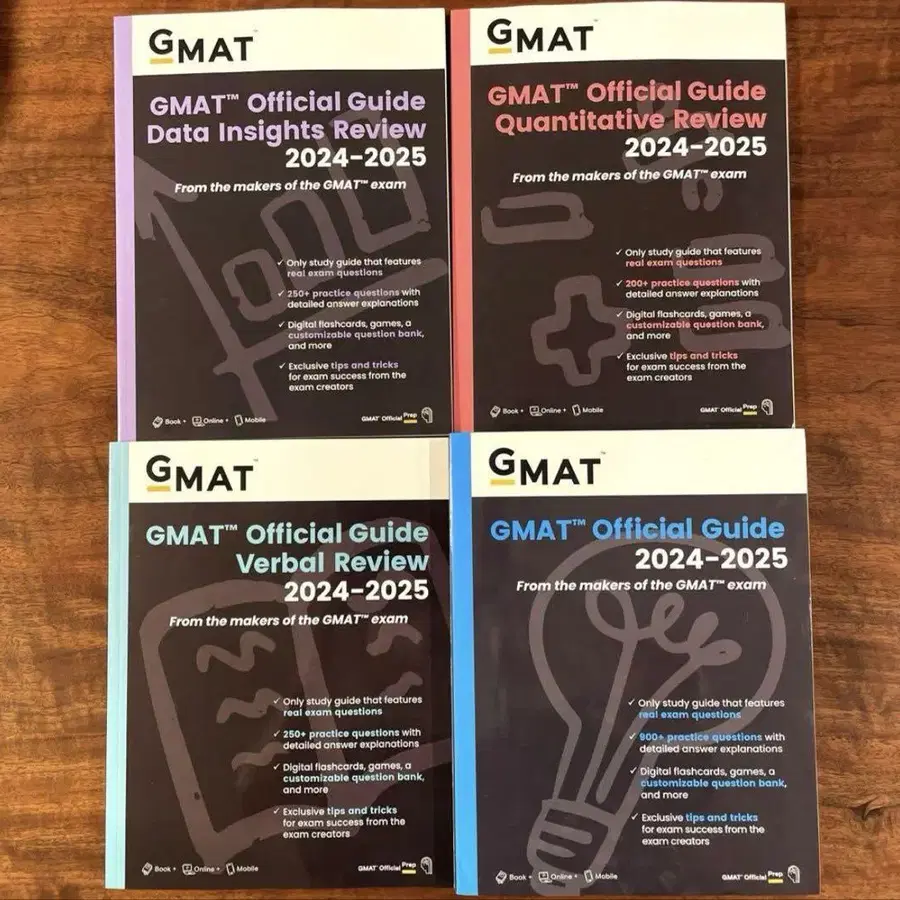 GMAT™
GMAT™ Official Guide
Data Insights Review
2024–2025
From the makers of the GMAT™ exam
✓ Only study guide that features
real exam questions
✓ 250+ practice questions with
detailed answer explanations
✓ Digital flashcards, games, a
customizable question bank,
and more
✓ Exclusive tips and tricks
for exam success from the
exam creators
Book + Online + Mobile
GMAT™ Official Prep
GMAT™
GMAT™ Official Guide
Quantitative Review
2024–2025
From the makers of the GMAT™ exam
✓ Only study guide that features
real exam questions
✓ 200+ practice questions with
detailed answer explanations
✓ Digital flashcards, games, a
customizable question bank,
and more
✓ Exclusive tips and tricks
for exam success from the
exam creators
Book + Online + Mobile
GMAT™ Official Prep
GMAT™
GMAT™ Official Guide
Verbal Review
2024–2025
From the makers of the GMAT™ exam
✓ Only study guide that features
real exam questions
✓ 250+ practice questions with
detailed answer explanations
✓ Digital flashcards, games, a
customizable question bank,
and more
✓ Exclusive tips and tricks
for exam success from the
exam creators
Book + Online + Mobile
GMAT™ Official Prep
GMAT™
GMAT™ Official Guide
2024–2025
From the makers of the GMAT™ exam
✓ Only study guide that features
real exam questions
✓ 900+ practice questions with
detailed answer explanations
✓ Digital flashcards, games, a
customizable question bank,
and more
✓ Exclusive tips and tricks
for exam success from the
exam creators
Book + Online + Mobile
GMAT™ Official Prep